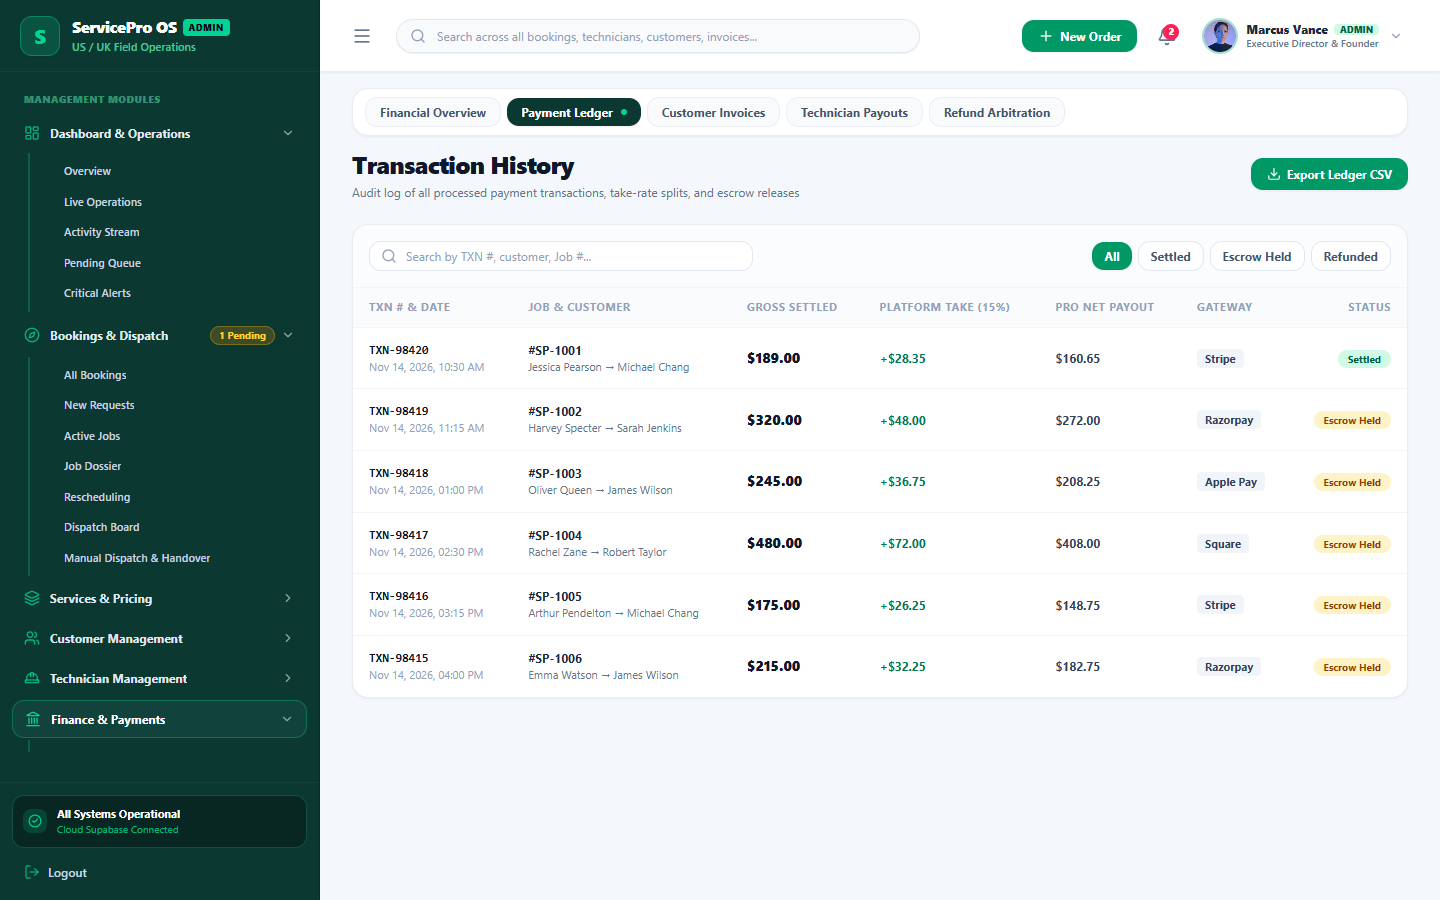 S
ServicePro OS ADMIN
US / UK Field Operations
MANAGEMENT MODULES
Dashboard & Operations
Overview
Live Operations
Activity Stream
Pending Queue
Critical Alerts
Bookings & Dispatch 1 Pending
All Bookings
New Requests
Active Jobs
Job Dossier
Rescheduling
Dispatch Board
Manual Dispatch & Handover
Services & Pricing
Customer Management
Technician Management
Finance & Payments
All Systems Operational
Cloud Supabase Connected
Logout
Search across all bookings, technicians, customers, invoices...
New Order
2
Marcus Vance ADMIN
Executive Director & Founder
Financial Overview Payment Ledger Customer Invoices Technician Payouts Refund Arbitration
Transaction History
Audit log of all processed payment transactions, take-rate splits, and escrow releases
Export Ledger CSV
Search by TXN #, customer, Job #...
All Settled Escrow Held Refunded
TXN # & DATE JOB & CUSTOMER GROSS SETTLED PLATFORM TAKE (15%) PRO NET PAYOUT GATEWAY STATUS
TXN-98420 #SP-1001 $189.00 +$28.35 $160.65 Stripe Settled
Nov 14, 2026, 10:30 AM Jessica Pearson → Michael Chang
TXN-98419 #SP-1002 $320.00 +$48.00 $272.00 Razorpay Escrow Held
Nov 14, 2026, 11:15 AM Harvey Specter → Sarah Jenkins
TXN-98418 #SP-1003 $245.00 +$36.75 $208.25 Apple Pay Escrow Held
Nov 14, 2026, 01:00 PM Oliver Queen → James Wilson
TXN-98417 #SP-1004 $480.00 +$72.00 $408.00 Square Escrow Held
Nov 14, 2026, 02:30 PM Rachel Zane → Robert Taylor
TXN-98416 #SP-1005 $175.00 +$26.25 $148.75 Stripe Escrow Held
Nov 14, 2026, 03:15 PM Arthur Pendelton → Michael Chang
TXN-98415 #SP-1006 $215.00 +$32.25 $182.75 Razorpay Escrow Held
Nov 14, 2026, 04:00 PM Emma Watson → James Wilson